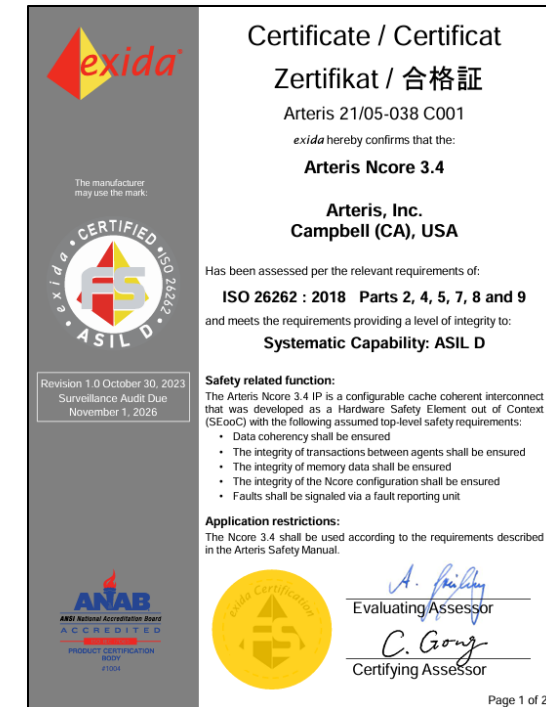 exida®
The manufacturer
may use the mark:
exida • CERTIFIED • ISO 26262 • ASIL D
FS
Revision 1.0 October 30, 2023
Surveillance Audit Due
November 1, 2026
ANAB
ANSI National Accreditation Board
ACCREDITED
PRODUCT CERTIFICATION
BODY
#1004
Certificate / Certificat
Zertifikat / 合格証
Arteris 21/05-038 C001
exida hereby confirms that the:
Arteris Ncore 3.4
Arteris, Inc.
Campbell (CA), USA
Has been assessed per the relevant requirements of:
ISO 26262 : 2018 Parts 2, 4, 5, 7, 8 and 9
and meets the requirements providing a level of integrity to:
Systematic Capability: ASIL D
Safety related function:
The Arteris Ncore 3.4 IP is a configurable cache coherent interconnect
that was developed as a Hardware Safety Element out of Context
(SEooC) with the following assumed top-level safety requirements:
• Data coherency shall be ensured
• The integrity of transactions between agents shall be ensured
• The integrity of memory data shall be ensured
• The integrity of the Ncore configuration shall be ensured
• Faults shall be signaled via a fault reporting unit
Application restrictions:
The Ncore 3.4 shall be used according to the requirements described
in the Arteris Safety Manual.
exida Certification
FS
Evaluating Assessor
C. Gong
Certifying Assessor
Page 1 of 2